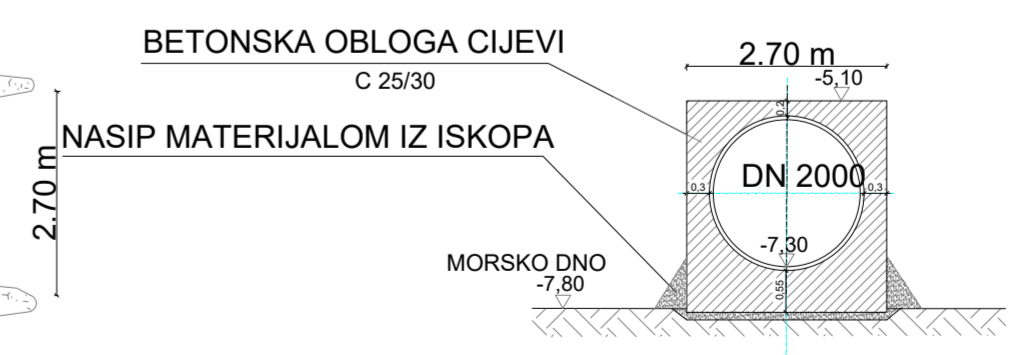 BETONSKA OBLOGA CIJEVI
C 25/30
2.70 m
-5,10
0,2
NASIP MATERIJALOM IZ ISKOPA
2.70 m
DN 2000
0,3
0,3
-7,30
MORSKO DNO
-7,80
0,55